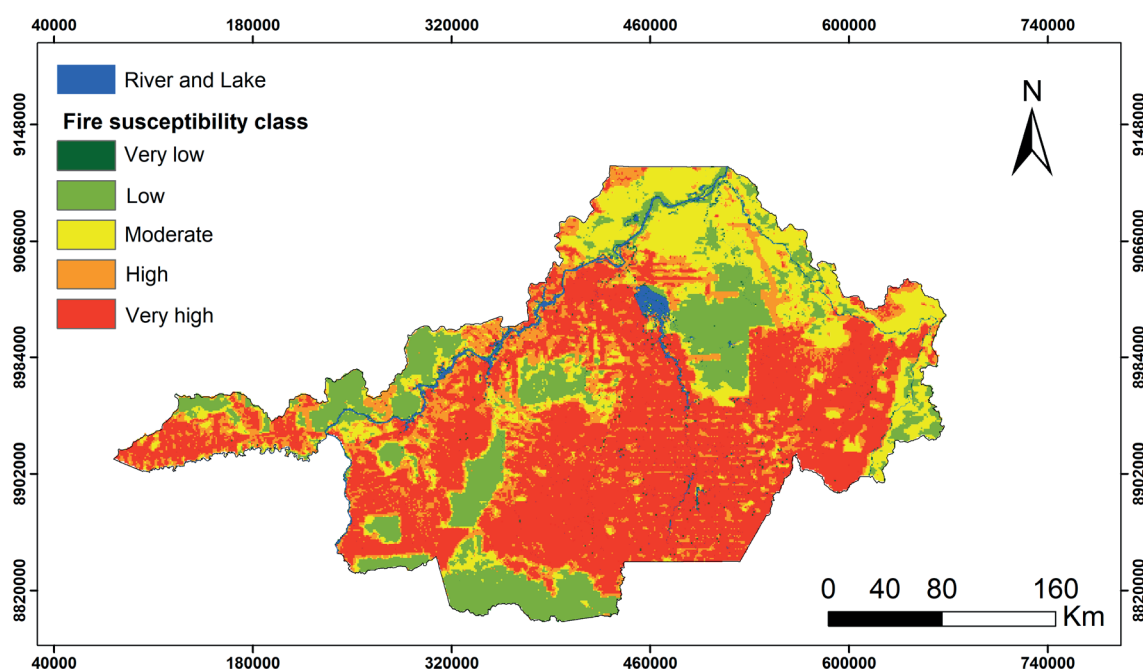 40000 180000 320000 460000 600000 740000
River and Lake
Fire susceptibility class
Very low
Low
Moderate
High
Very high
N
9148000 9148000
9066000 9066000
8984000 8984000
8902000 8902000
8820000 8820000
0 40 80 160
Km
40000 180000 320000 460000 600000 740000